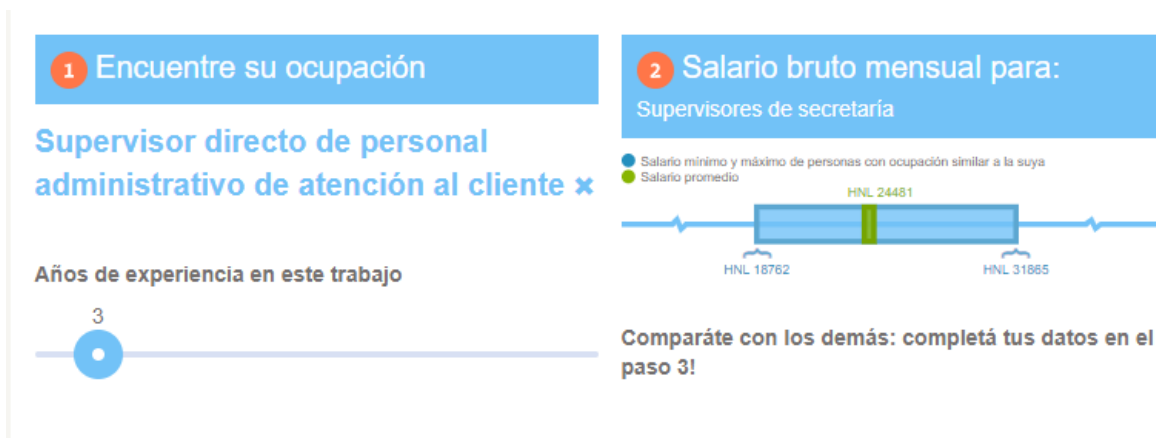 1 Encuentre su ocupación
Supervisor directo de personal
administrativo de atención al cliente ×
Años de experiencia en este trabajo
3
2 Salario bruto mensual para:
Supervisores de secretaría
Salario mínimo y máximo de personas con ocupación similar a la suya
Salario promedio
HNL 24481
HNL 18762
HNL 31865
Comparáte con los demás: completá tus datos en el
paso 3!